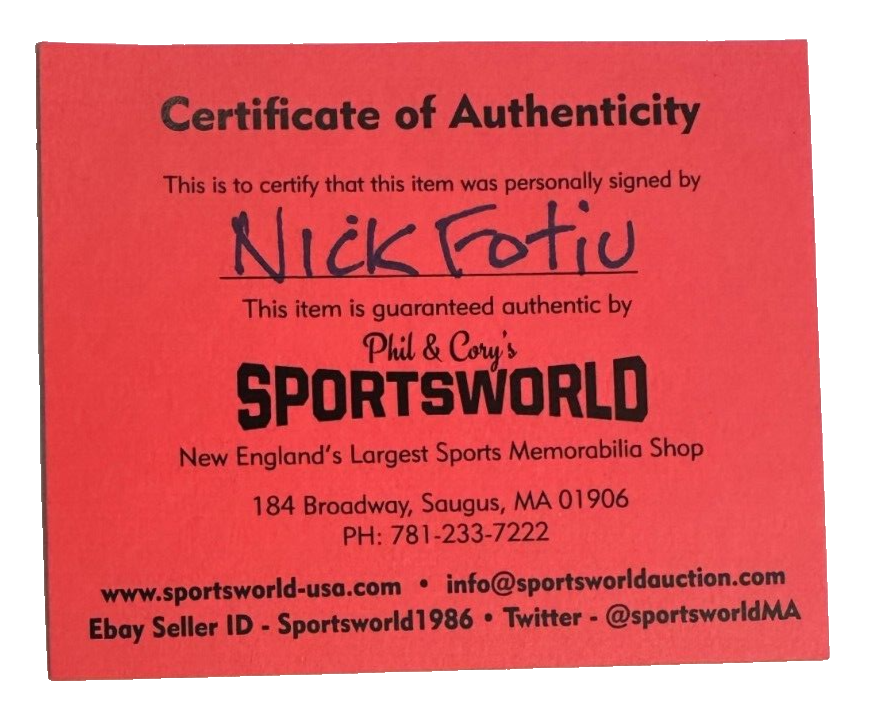 Certificate of Authenticity
This is to certify that this item was personally signed by
Nick Fotiu
This item is guaranteed authentic by
Phil & Cory's
SPORTSWORLD
New England's Largest Sports Memorabilia Shop
184 Broadway, Saugus, MA 01906
PH: 781-233-7222
www.sportsworld-usa.com • info@sportsworldauction.com
Ebay Seller ID - Sportsworld1986 • Twitter - @sportsworldMA